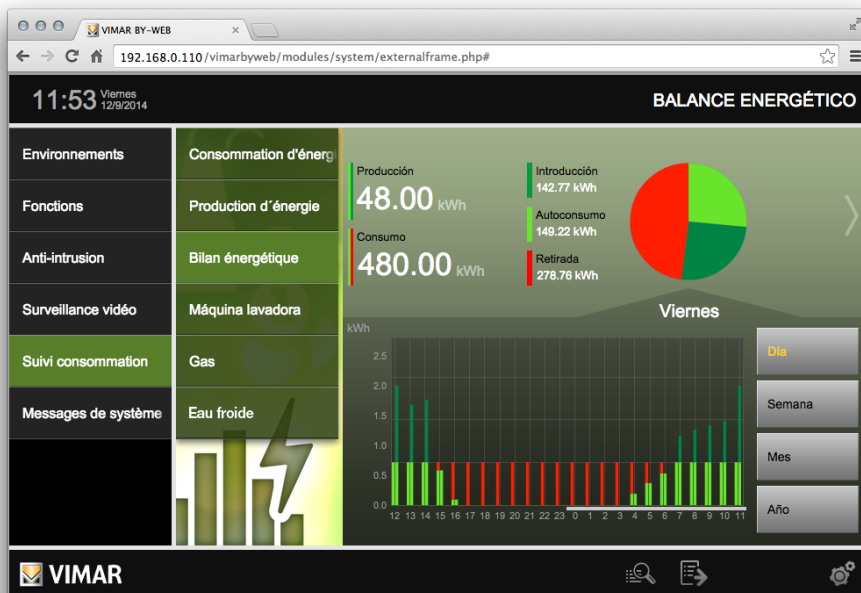 VIMAR BY-WEB
192.168.0.110/vimarbyweb/modules/system/externalframe.php#
11:53 Viernes
12/9/2014
BALANCE ENERGÉTICO
Environnements
Fonctions
Anti-intrusion
Surveillance vidéo
Suivi consommation
Messages de système
Consommation d'énergi
Production d´énergie
Bilan énergétique
Máquina lavadora
Gas
Eau froide
Producción
48.00 kWh
Consumo
480.00 kWh
Introducción
142.77 kWh
Autoconsumo
149.22 kWh
Retirada
278.76 kWh
Viernes
kWh
2.5
2.0
1.5
1.0
0.5
0.0
12 13 14 15 16 17 18 19 20 21 22 23 0 1 2 3 4 5 6 7 8 9 10 11
Día
Semana
Mes
Año
VIMAR